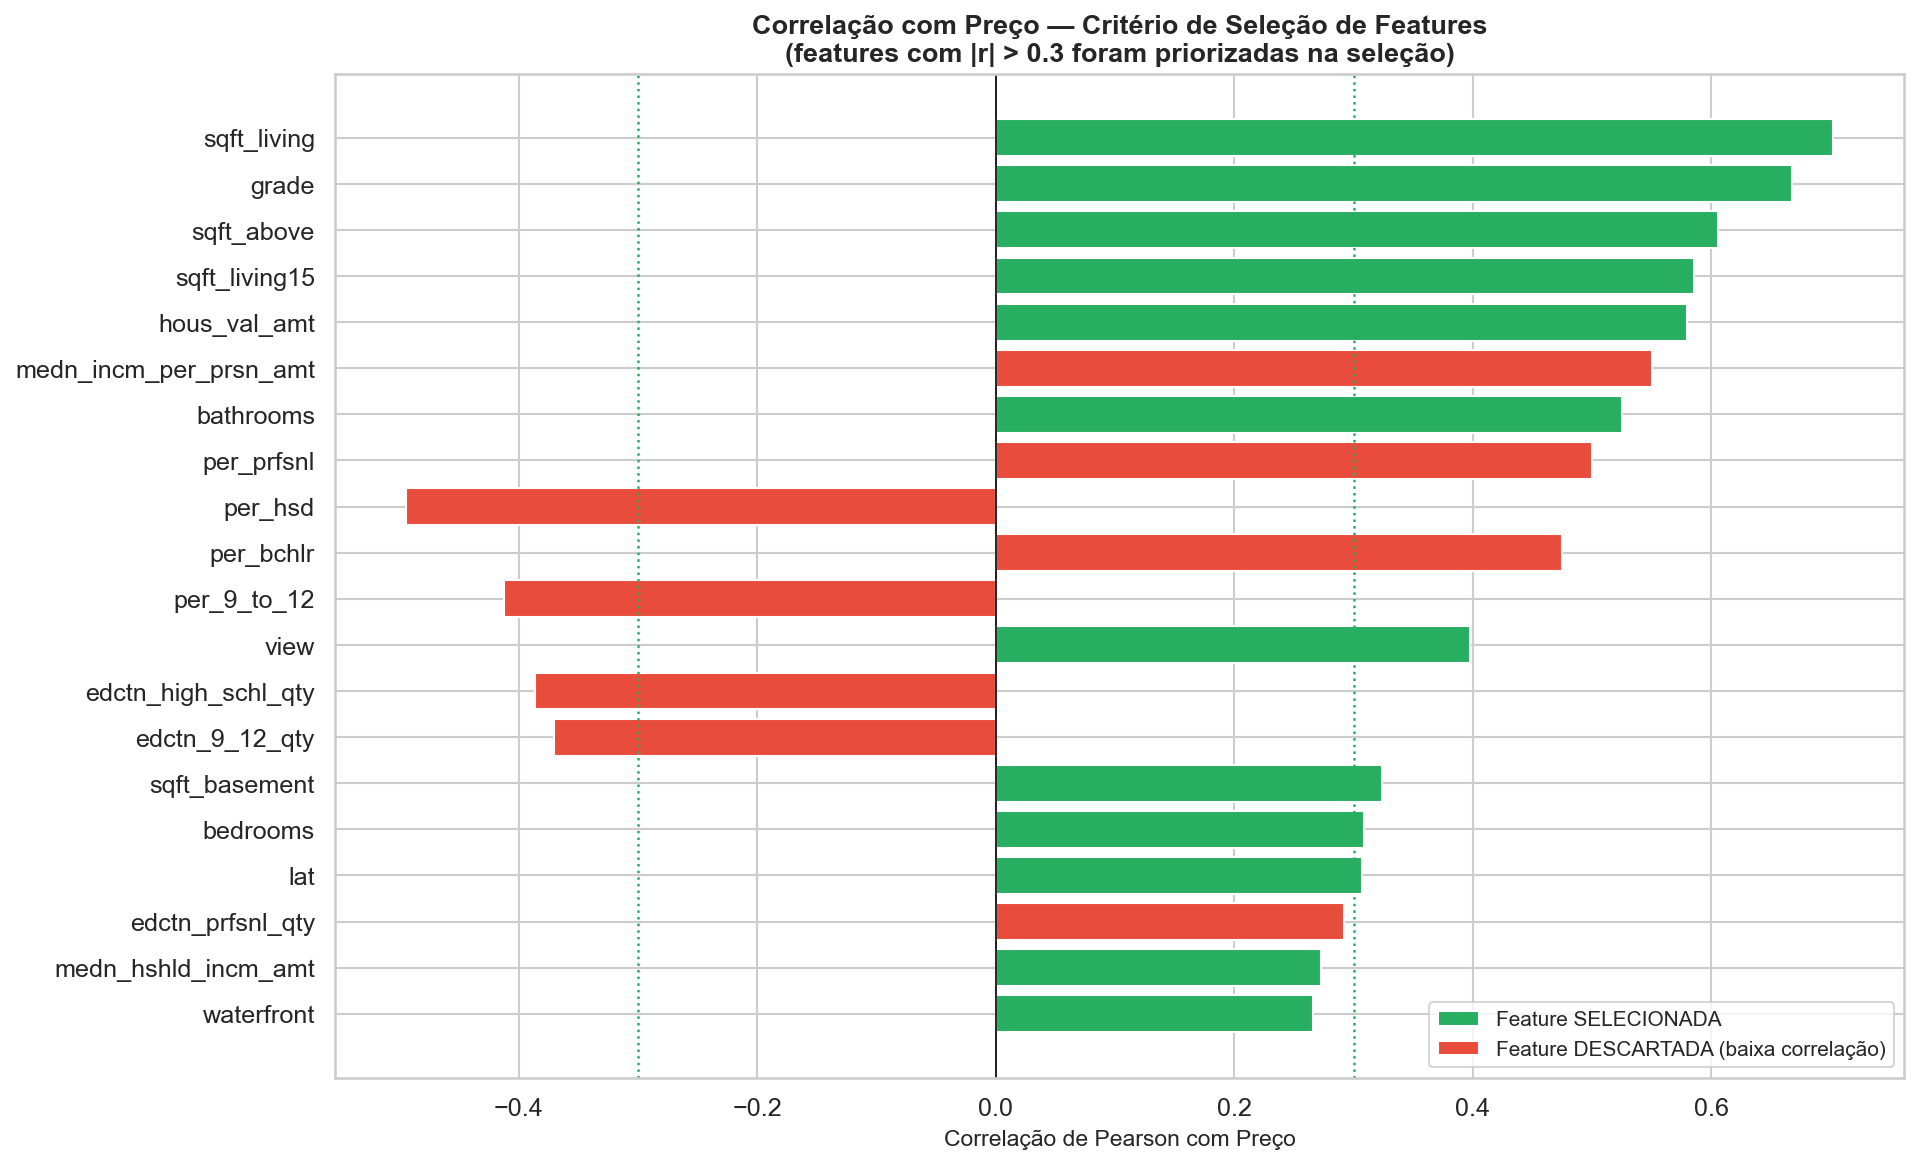 Correlação com Preço — Critério de Seleção de Features
(features com |r| > 0.3 foram priorizadas na seleção)
sqft_living
grade
sqft_above
sqft_living15
hous_val_amt
medn_incm_per_prsn_amt
bathrooms
per_prfsnl
per_hsd
per_bchlr
per_9_to_12
view
edctn_high_schl_qty
edctn_9_12_qty
sqft_basement
bedrooms
lat
edctn_prfsnl_qty
medn_hshld_incm_amt
waterfront
Feature SELECIONADA
Feature DESCARTADA (baixa correlação)
−0.4 −0.2 0.0 0.2 0.4 0.6
Correlação de Pearson com Preço